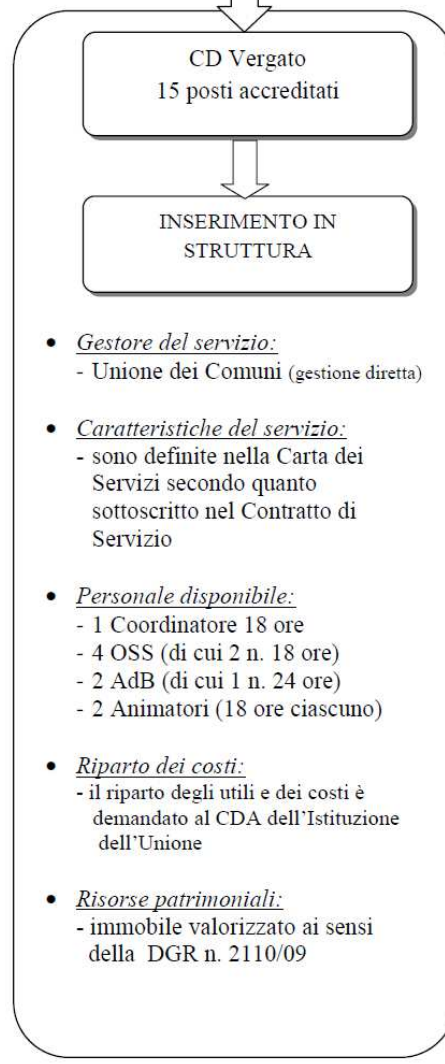 CD Vergato
15 posti accreditati
INSERIMENTO IN
STRUTTURA
• Gestore del servizio:
- Unione dei Comuni (gestione diretta)
• Caratteristiche del servizio:
- sono definite nella Carta dei
Servizi secondo quanto
sottoscritto nel Contratto di
Servizio
• Personale disponibile:
- 1 Coordinatore 18 ore
- 4 OSS (di cui 2 n. 18 ore)
- 2 AdB (di cui 1 n. 24 ore)
- 2 Animatori (18 ore ciascuno)
• Riparto dei costi:
- il riparto degli utili e dei costi è
demandato al CDA dell’Istituzione
dell’Unione
• Risorse patrimoniali:
- immobile valorizzato ai sensi
della DGR n. 2110/09